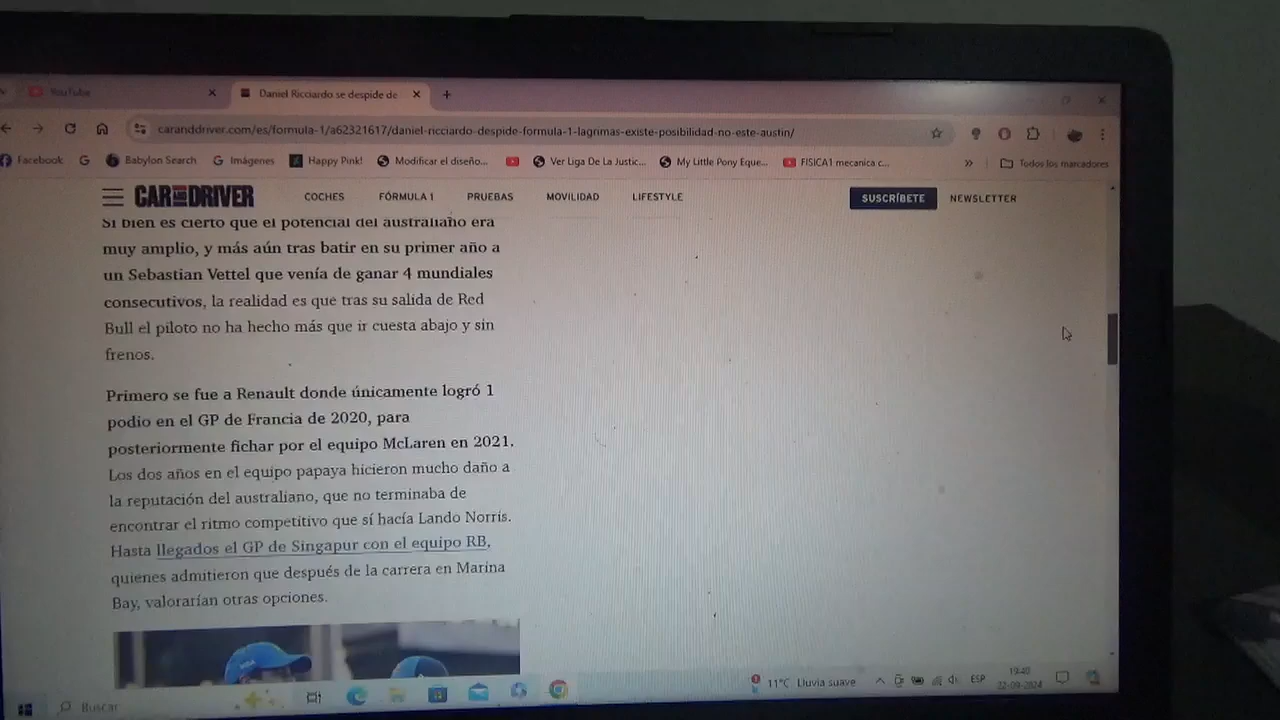 YouTube
Daniel Ricciardo se despide de
caranddriver.com/es/formula-1/a62321617/daniel-ricciardo-despide-formula-1-lagrimas-existe-posibilidad-no-este-austin/
Facebook
Babylon Search
Imágenes
Happy Pink!
Modificar el diseño...
Ver Liga De La Justic...
My Little Pony Eque...
FISICA1 mecanica c...
»
Todos los marcadores
CAR AND DRIVER
COCHES
FÓRMULA 1
PRUEBAS
MOVILIDAD
LIFESTYLE
SUSCRÍBETE
NEWSLETTER
Si bien es cierto que el potencial del australiano era
muy amplio, y más aún tras batir en su primer año a
un Sebastian Vettel que venía de ganar 4 mundiales
consecutivos, la realidad es que tras su salida de Red
Bull el piloto no ha hecho más que ir cuesta abajo y sin
frenos.
Primero se fue a Renault donde únicamente logró 1
podio en el GP de Francia de 2020, para
posteriormente fichar por el equipo McLaren en 2021.
Los dos años en el equipo papaya hicieron mucho daño a
la reputación del australiano, que no terminaba de
encontrar el ritmo competitivo que sí hacía Lando Norris.
Hasta llegados el GP de Singapur con el equipo RB,
quienes admitieron que después de la carrera en Marina
Bay, valorarían otras opciones.
Buscar
11°C Lluvia suave
ESP
19:40
22-09-2024